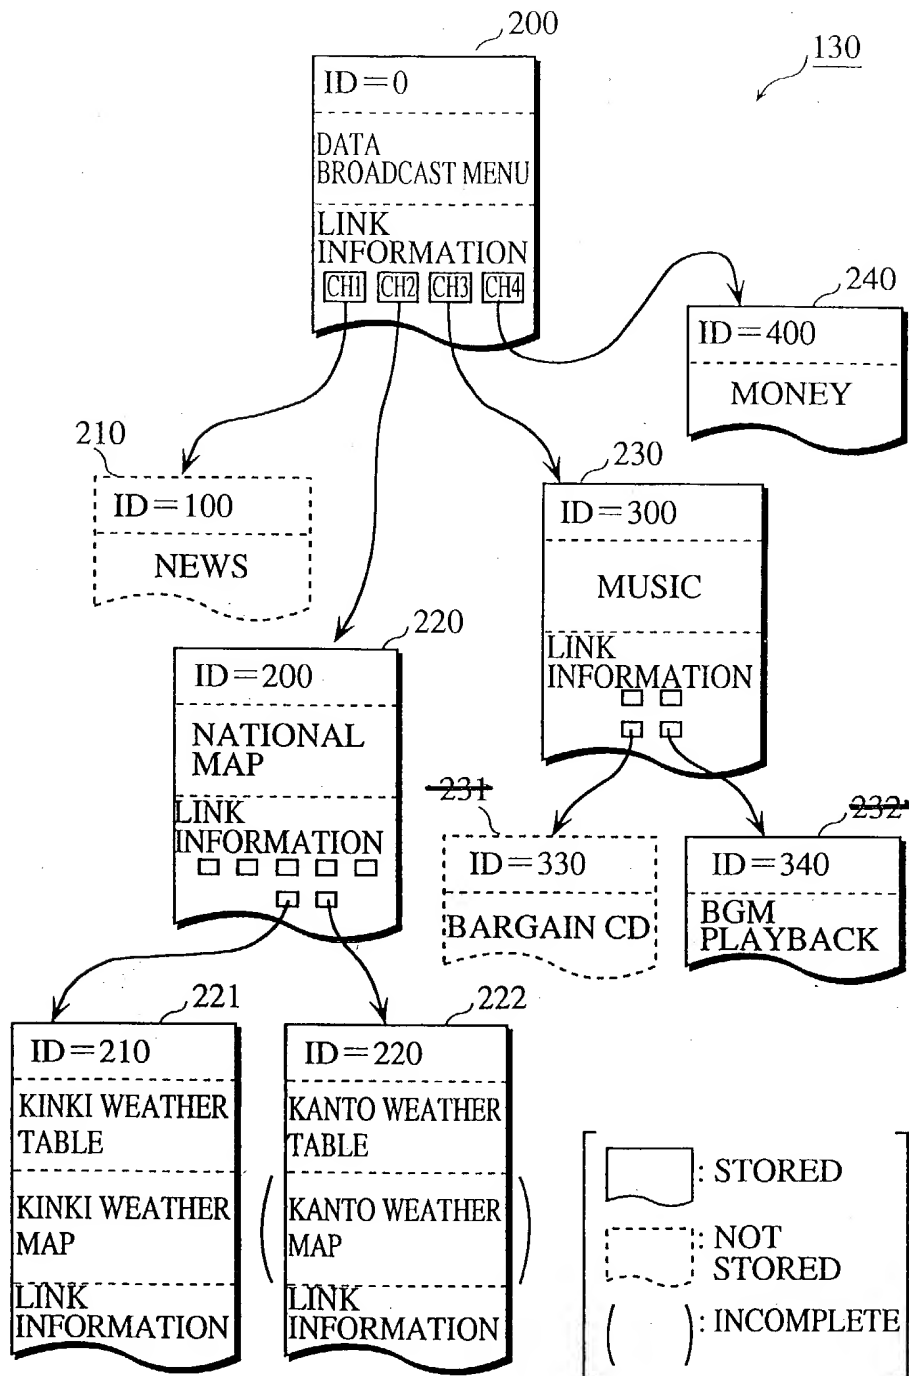 200
130
ID=0
DATA
BROADCAST MENU
LINK
INFORMATION
CH1 CH2 CH3 CH4
240
ID=400
MONEY
210
ID=100
NEWS
230
ID=300
MUSIC
LINK
INFORMATION
220
ID=200
NATIONAL
MAP
LINK
INFORMATION
231
ID=330
BARGAIN CD
232
ID=340
BGM
PLAYBACK
221
ID=210
KINKI WEATHER
TABLE
KINKI WEATHER
MAP
LINK
INFORMATION
222
ID=220
KANTO WEATHER
TABLE
KANTO WEATHER
MAP
LINK
INFORMATION
: STORED
: NOT
STORED
: INCOMPLETE